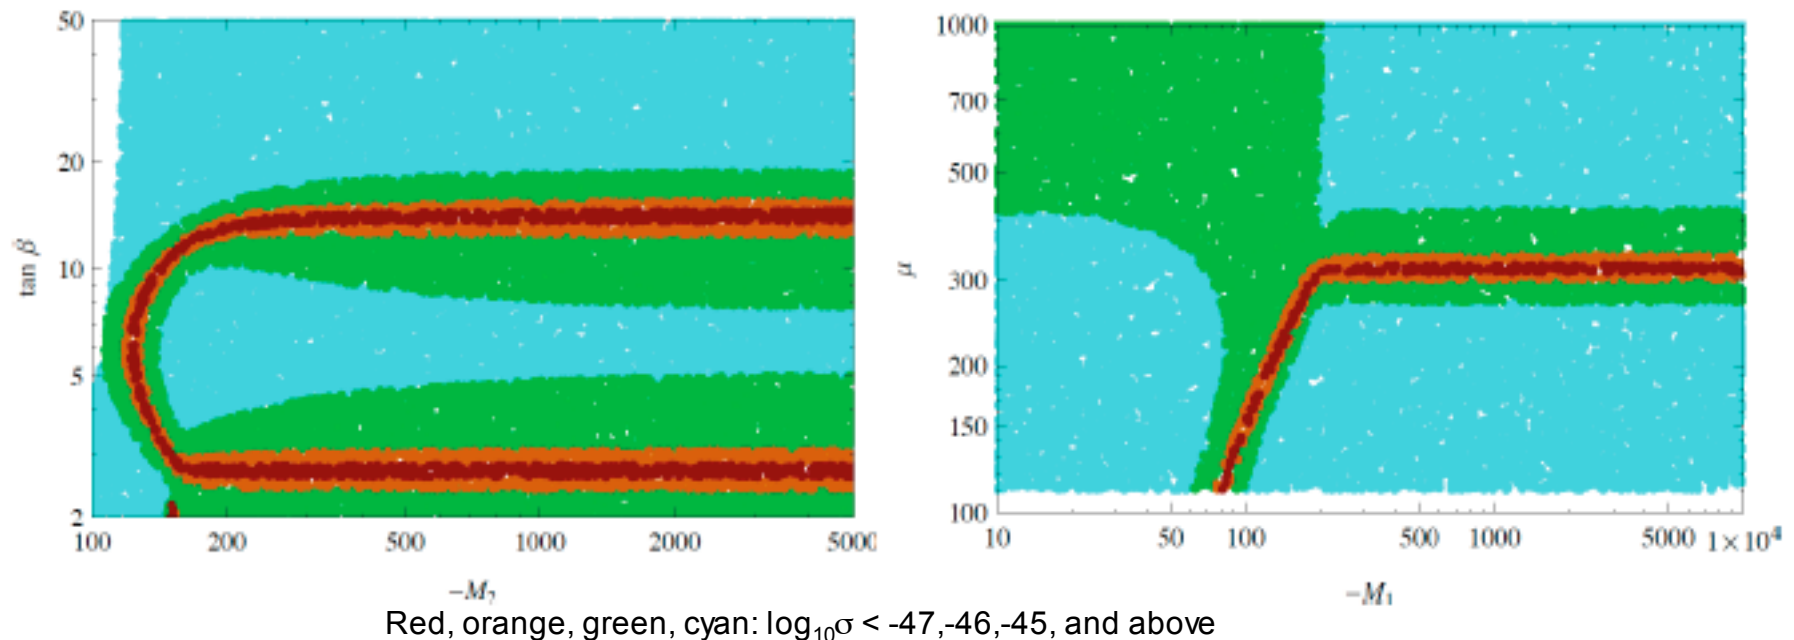 50
20
10
5
2
tan β
100 200 500 1000 2000 5000
-M₂
1000
700
500
300
200
150
100
μ
10 50 100 500 1000 5000 1×10⁴
-M₁
Red, orange, green, cyan: log₁₀σ < -47,-46,-45, and above